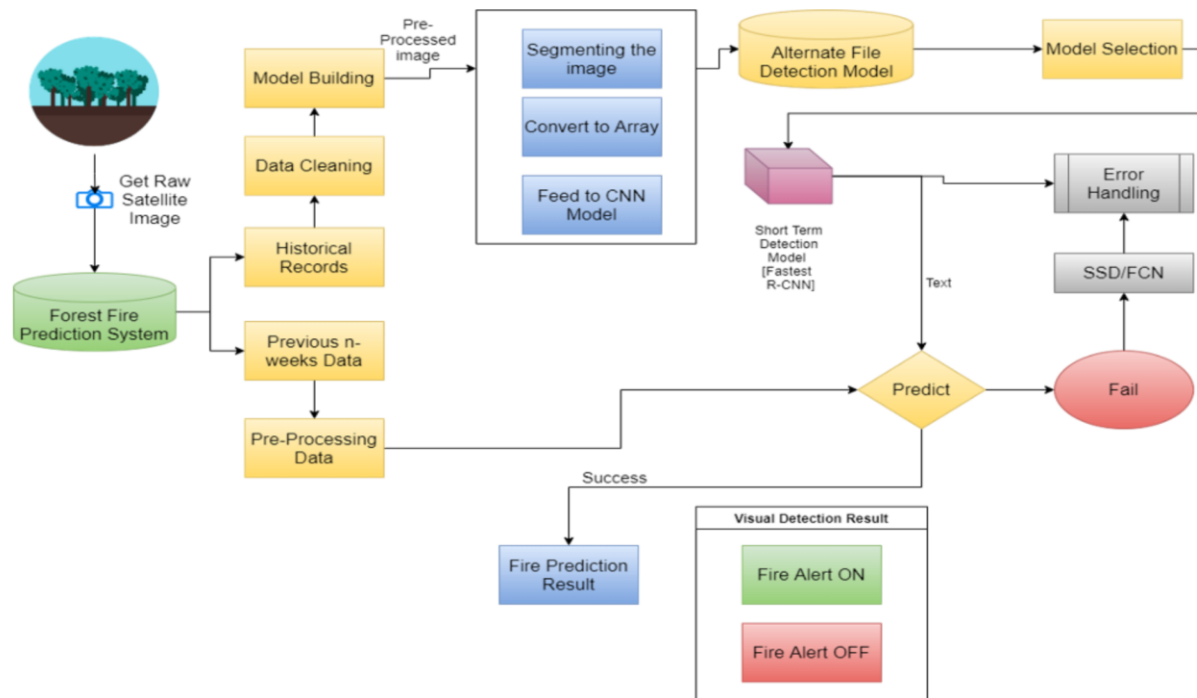 Get Raw
Satellite
Image
Forest Fire
Prediction System
Model Building
Data Cleaning
Historical
Records
Previous n-
weeks Data
Pre-Processing
Data
Pre-
Processed
image
Segmenting the
image
Convert to Array
Feed to CNN
Model
Alternate File
Detection Model
Model Selection
Short Term
Detection
Model
[Fastest
R-CNN]
Error
Handling
SSD/FCN
Text
Predict
Fail
Success
Fire Prediction
Result
Visual Detection Result
Fire Alert ON
Fire Alert OFF